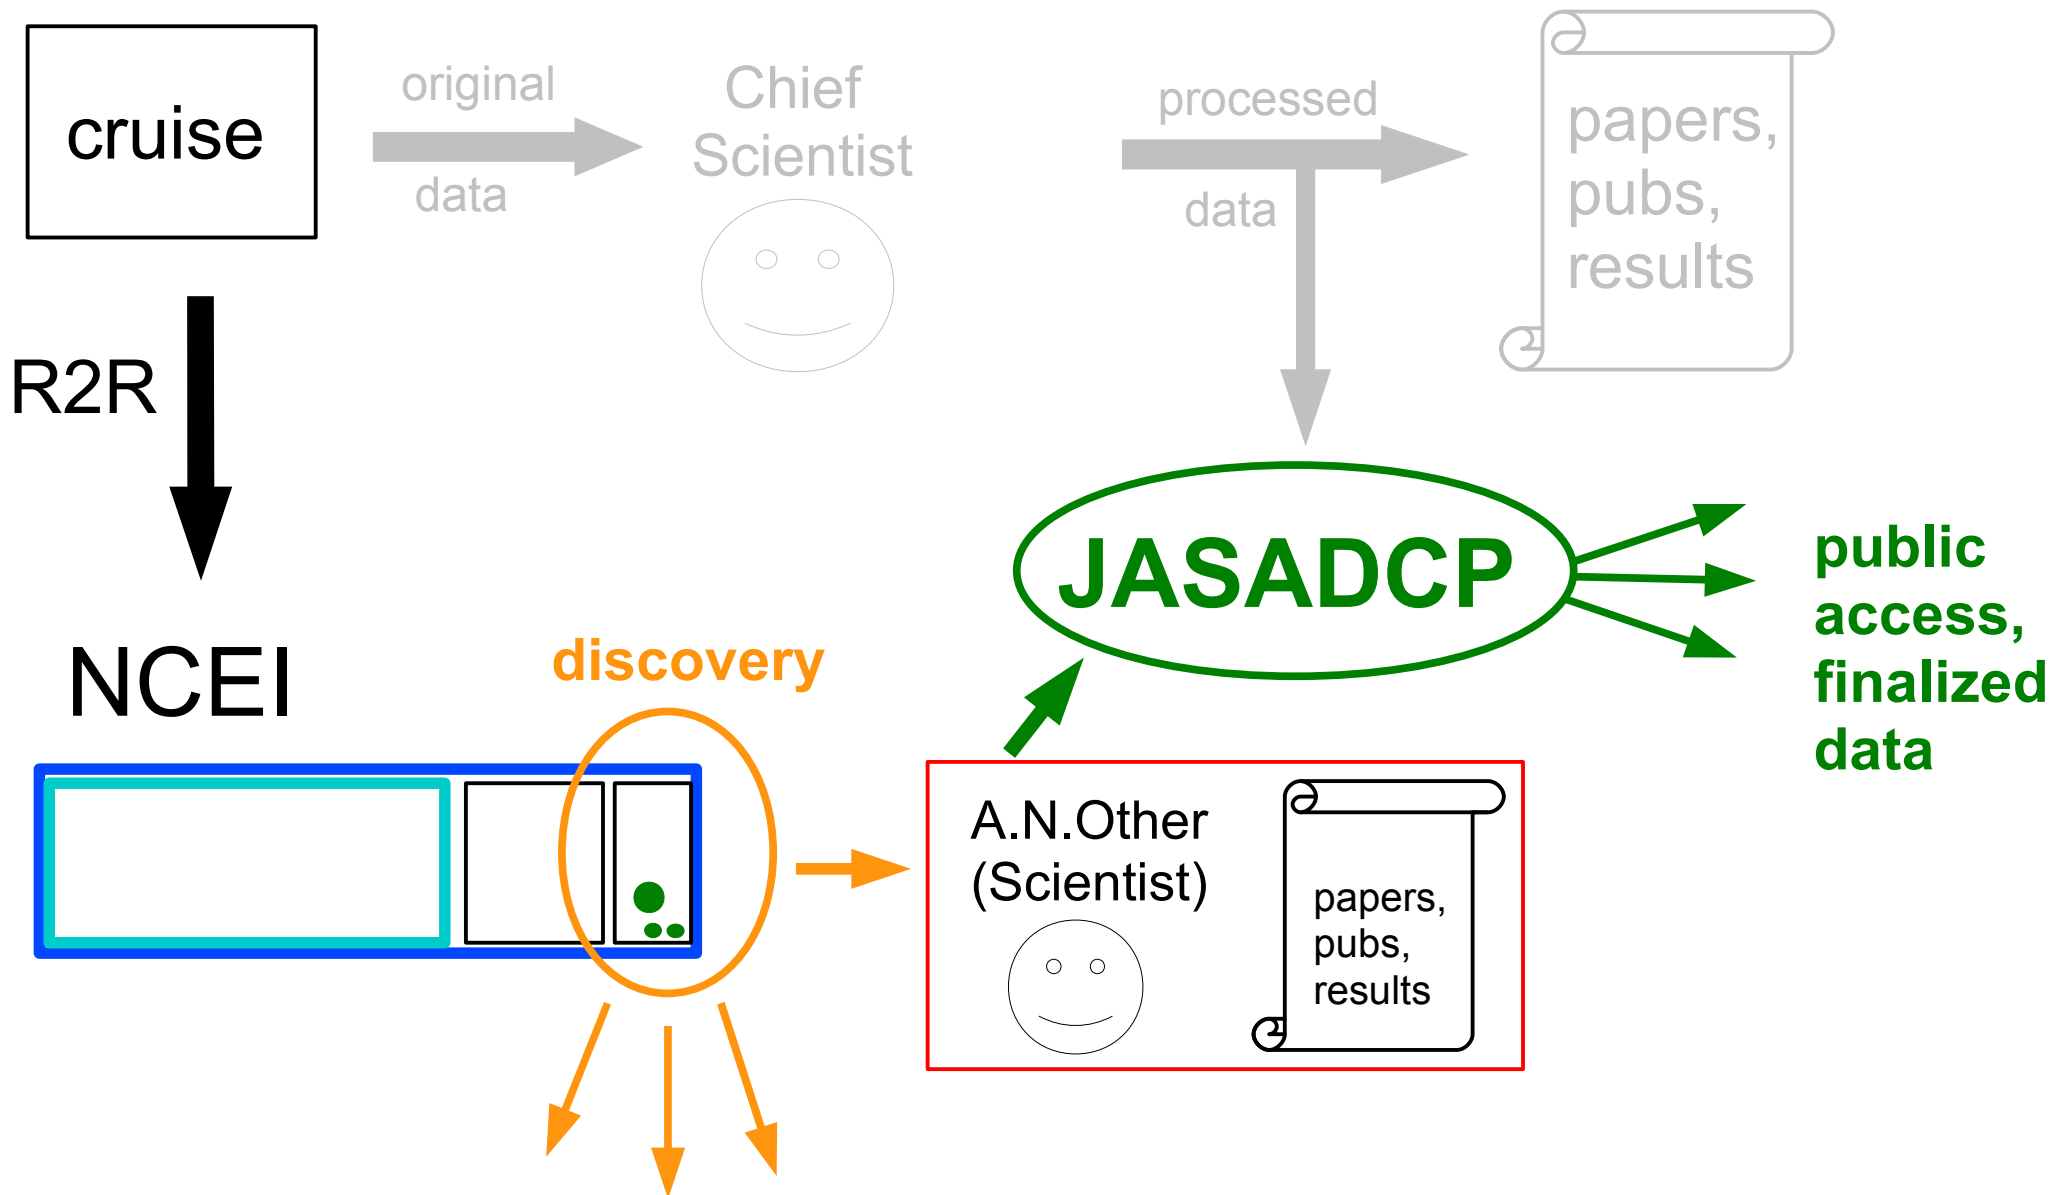 cruise
original
data
Chief
Scientist
processed
data
papers,
pubs,
results
R2R
NCEI
discovery
JASADCP
public
access,
finalized
data
A.N.Other
(Scientist)
papers,
pubs,
results